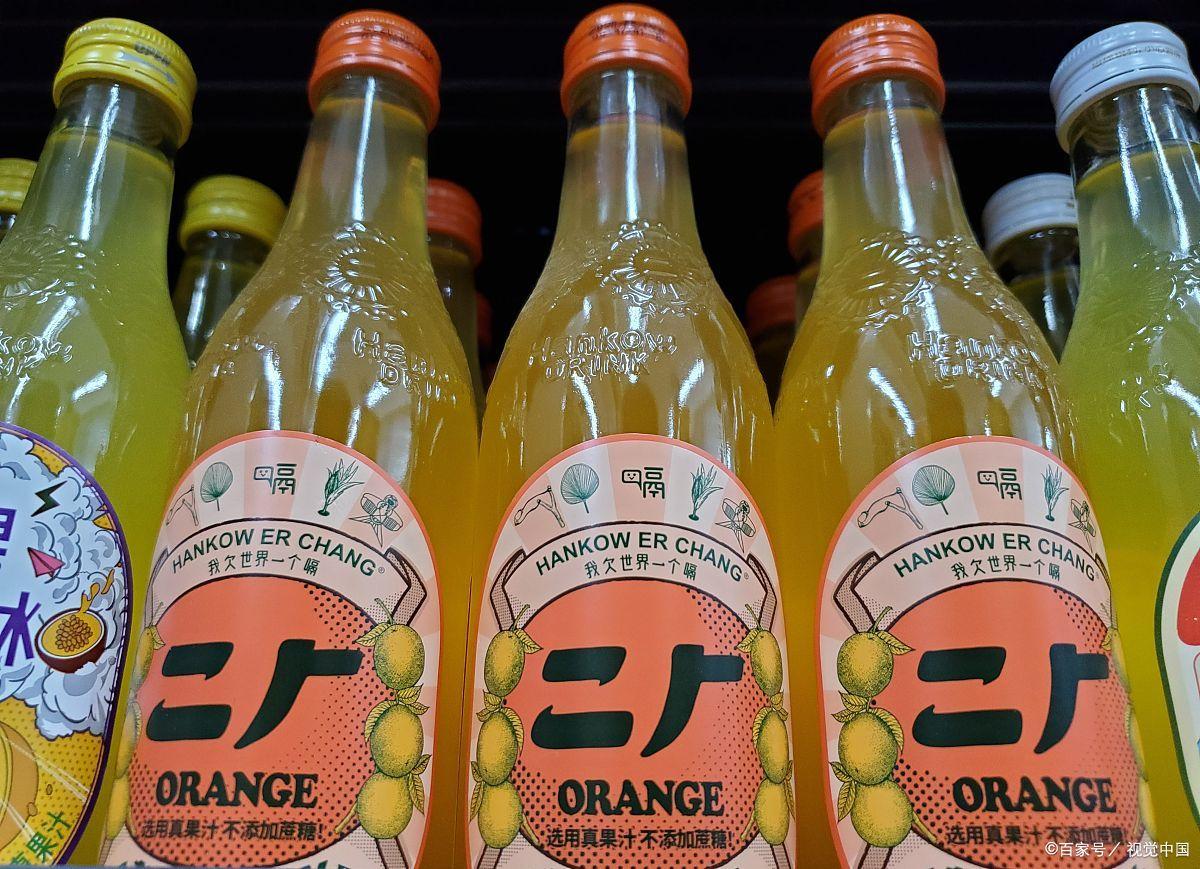 OPEN
Hankow
DRINK
Hankow
DRINK
嗝
HANKOW ER CHANG®
我欠世界一个嗝
二厂
ORANGE
选用真果汁 不添加蔗糖!
嗝
HANKOW ER CHANG®
我欠世界一个嗝
二厂
ORANGE
选用真果汁 不添加蔗糖!
嗝
HANKOW ER CHANG®
我欠世界一个嗝
二厂
ORANGE
选用真果汁 不添加蔗糖!
真果汁
©百家号／视觉中国